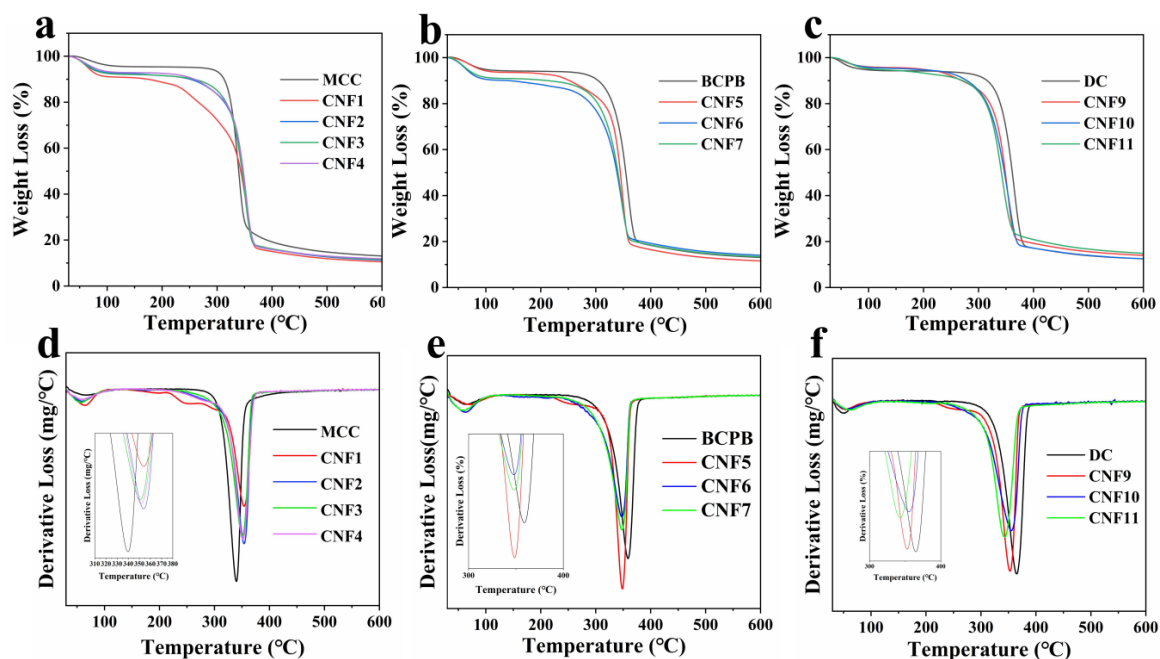 a
100
80
60
40
20
0
Weight Loss (%)
MCC
CNF1
CNF2
CNF3
CNF4
100 200 300 400 500 600
Temperature (℃)
b
100
80
60
40
20
0
Weight Loss (%)
BCPB
CNF5
CNF6
CNF7
100 200 300 400 500 600
Temperature (℃)
c
100
80
60
40
20
0
Weight Loss (%)
DC
CNF9
CNF10
CNF11
100 200 300 400 500 600
Temperature (℃)
d
Derivative Loss (mg/℃)
MCC
CNF1
CNF2
CNF3
CNF4
Derivative Loss (mg/℃)
310 320 330 340 350 360 370 380
Temperature (℃)
100 200 300 400 500 600
Temperature (℃)
e
Derivative Loss(mg/℃)
BCPB
CNF5
CNF6
CNF7
Derivative Loss (%)
300 400
Temperature (℃)
100 200 300 400 500 600
Temperature (℃)
f
Derivative Loss (mg/℃)
DC
CNF9
CNF10
CNF11
Derivative Loss (%)
300 400
Temperature (℃)
100 200 300 400 500 600
Temperature (℃)